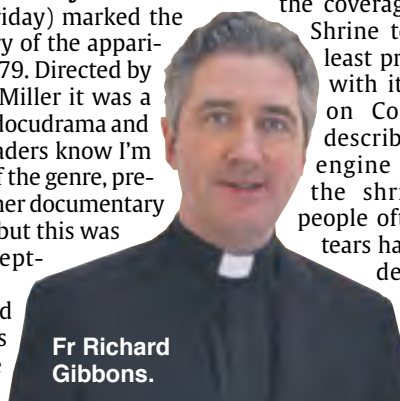 riday) marked the
ry of the appari-
79. Directed by
Miller it was a
docudrama and
aders know I'm
f the genre, pre-
her documentary
but this was
ept-
d
s
the coverag
Shrine t
least pr
with it
on Co
describ
engine
the shri
people oft
tears ha
de
Fr Richard
Gibbons.